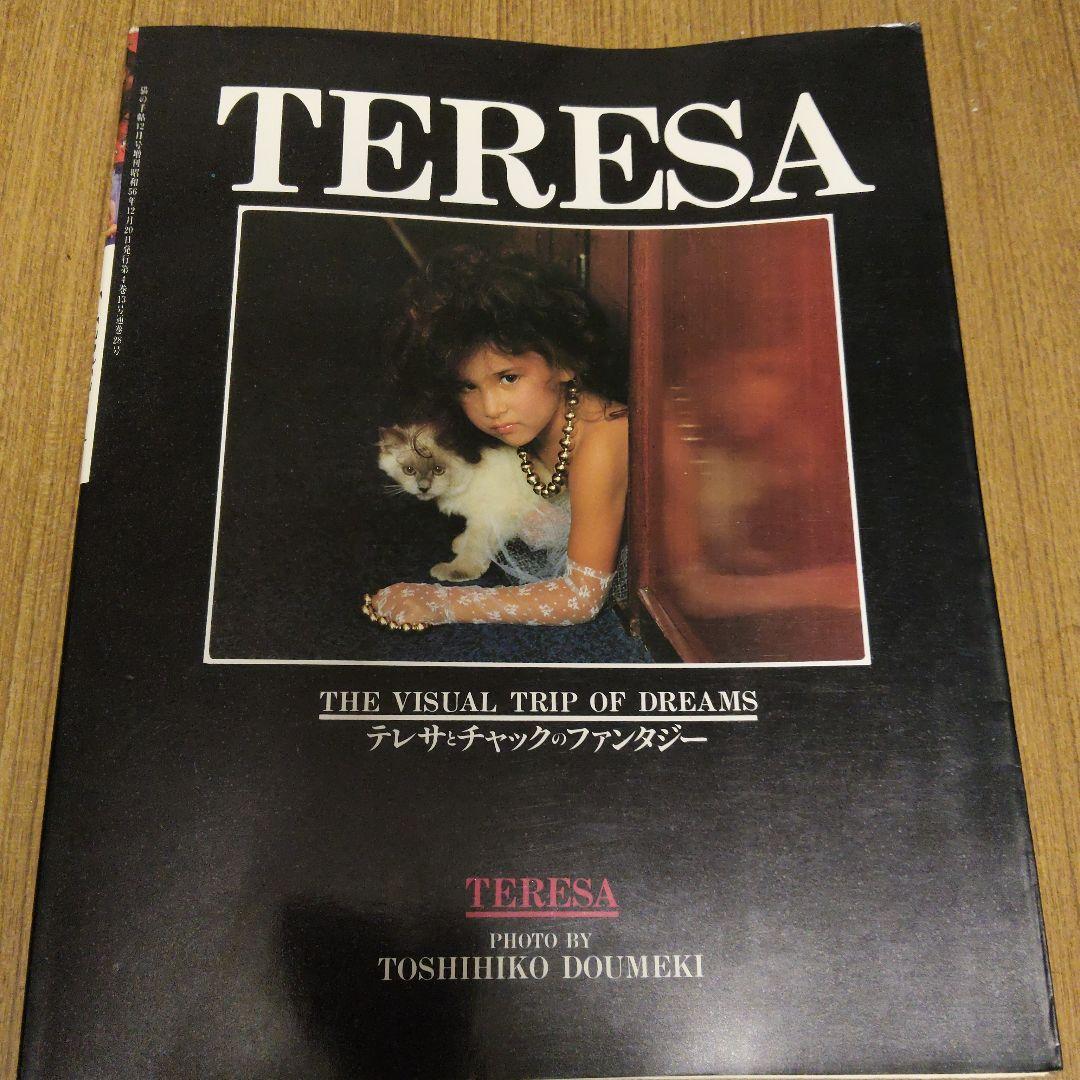 TERESA
猫の手帖12月号増刊昭和56年12月20日発行第4巻13号通巻28号
THE VISUAL TRIP OF DREAMS
テレサとチャックのファンタジー
TERESA
PHOTO BY
TOSHIHIKO DOUMEKI